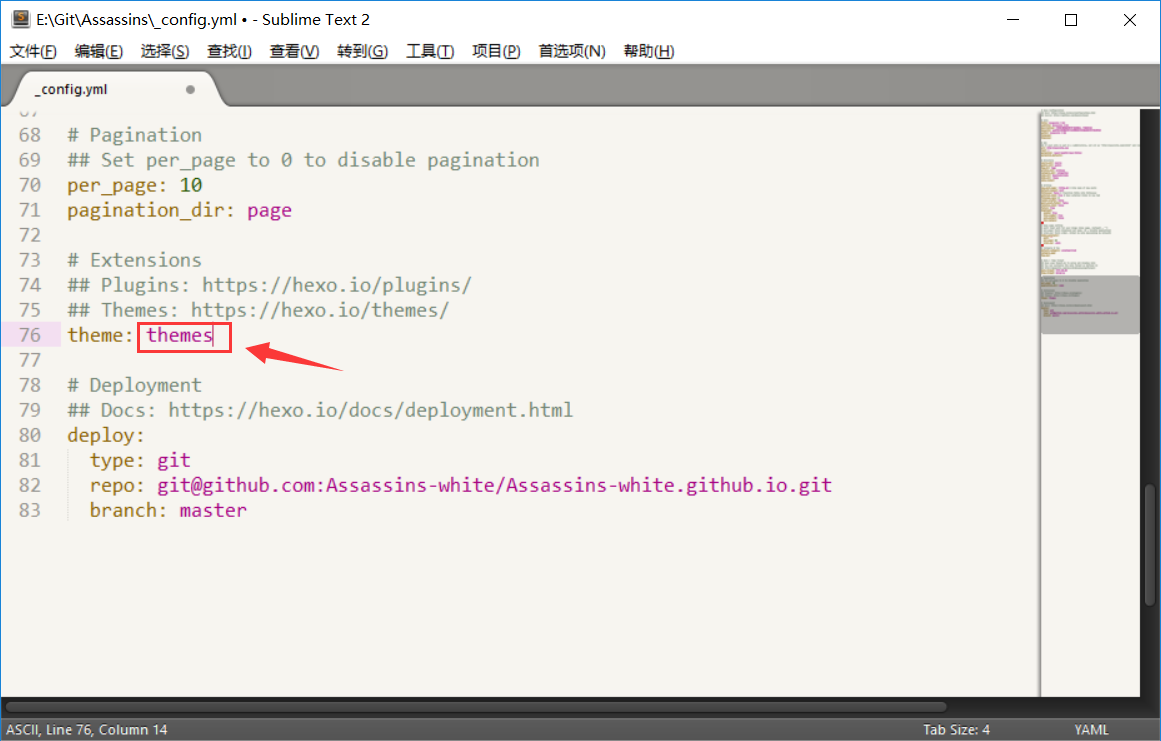 E:\Git\Assassins\_config.yml • - Sublime Text 2
文件(F) 编辑(E) 选择(S) 查找(I) 查看(V) 转到(G) 工具(T) 项目(P) 首选项(N) 帮助(H)
_config.yml
67
68 # Pagination
69 ## Set per_page to 0 to disable pagination
70 per_page: 10
71 pagination_dir: page
72
73 # Extensions
74 ## Plugins: https://hexo.io/plugins/
75 ## Themes: https://hexo.io/themes/
76 theme: themes
77
78 # Deployment
79 ## Docs: https://hexo.io/docs/deployment.html
80 deploy:
81   type: git
82   repo: git@github.com:Assassins-white/Assassins-white.github.io.git
83   branch: master
ASCII, Line 76, Column 14 Tab Size: 4 YAML